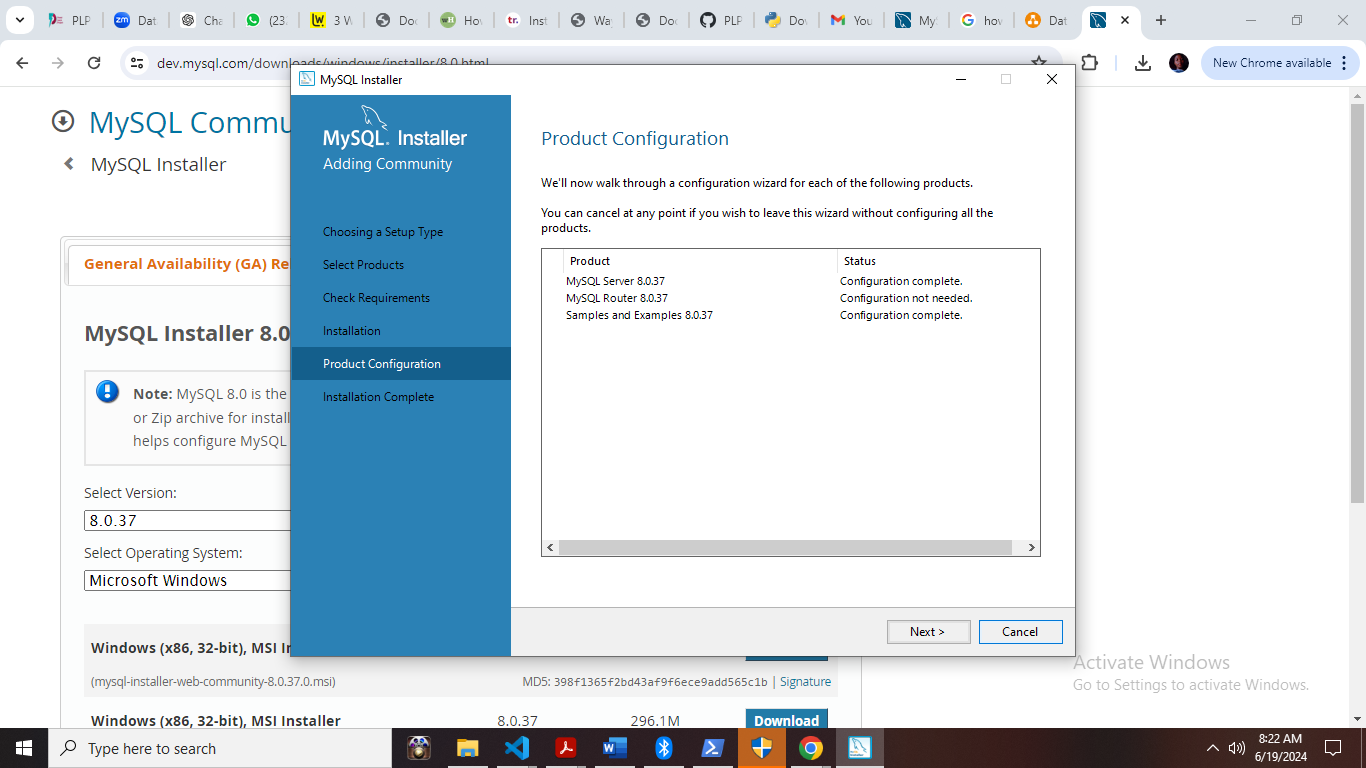 PLP
Dat
Cha
(23
3 W
Doc
How
Inst
Way
Doc
PLP
Dov
You
My
how
Dat
dev.mysql.com/downloads/windows/installer/8.0.html
New Chrome available
MySQL Commu
MySQL Installer
General Availability (GA) Re
MySQL Installer 8.0
Note: MySQL 8.0 is the
or Zip archive for install
helps configure MySQL
Select Version:
8.0.37
Select Operating System:
Microsoft Windows
Windows (x86, 32-bit), MSI In
(mysql-installer-web-community-8.0.37.0.msi)
MD5: 398f1365f2bd43af9f6ece9add565c1b | Signature
Windows (x86, 32-bit), MSI Installer 8.0.37 296.1M Download
MySQL Installer
MySQL. Installer
Adding Community
Choosing a Setup Type
Select Products
Check Requirements
Installation
Product Configuration
Installation Complete
Product Configuration
We'll now walk through a configuration wizard for each of the following products.
You can cancel at any point if you wish to leave this wizard without configuring all the
products.
Product Status
MySQL Server 8.0.37 Configuration complete.
MySQL Router 8.0.37 Configuration not needed.
Samples and Examples 8.0.37 Configuration complete.
Next > Cancel
Activate Windows
Go to Settings to activate Windows.
Type here to search
8:22 AM
6/19/2024